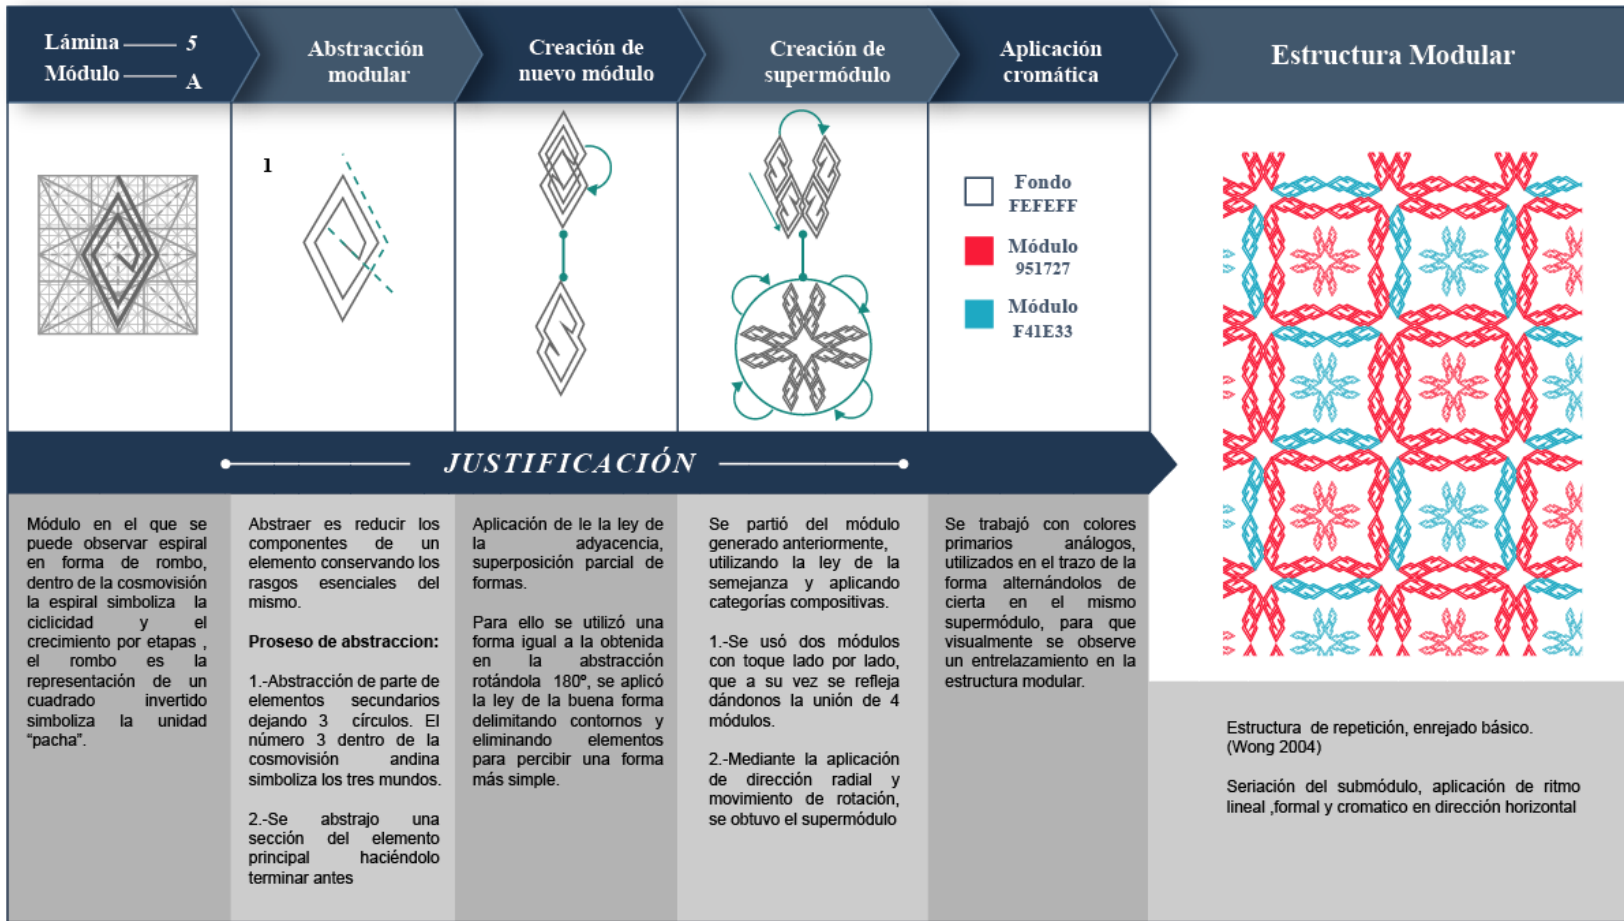 Lámina 5
Módulo A
Abstracción
modular
Creación de
nuevo módulo
Creación de
supermódulo
Aplicación
cromática
Estructura Modular
1
Fondo
FEFEFF
Módulo
951727
Módulo
F41E33
JUSTIFICACIÓN
Módulo en el que se
puede observar espiral
en forma de rombo,
dentro de la cosmovisión
la espiral simboliza la
ciclicidad y el
crecimiento por etapas ,
el rombo es la
representación de un
cuadrado invertido
simboliza la unidad
“pacha”.
Abstraer es reducir los
componentes de un
elemento conservando los
rasgos esenciales del
mismo.
Proseso de abstraccion:
1.-Abstracción de parte de
elementos secundarios
dejando 3 círculos. El
número 3 dentro de la
cosmovisión andina
simboliza los tres mundos.
2.-Se abstrajo una
sección del elemento
principal haciéndolo
terminar antes
Aplicación de le la ley de
la adyacencia,
superposición parcial de
formas.
Para ello se utilizó una
forma igual a la obtenida
en la abstracción
rotándola 180º, se aplicó
la ley de la buena forma
delimitando contornos y
eliminando elementos
para percibir una forma
más simple.
Se partió del módulo
generado anteriormente,
utilizando la ley de la
semejanza y aplicando
categorías compositivas.
1.-Se usó dos módulos
con toque lado por lado,
que a su vez se refleja
dándonos la unión de 4
módulos.
2.-Mediante la aplicación
de dirección radial y
movimiento de rotación,
se obtuvo el supermódulo
Se trabajó con colores
primarios análogos,
utilizados en el trazo de la
forma alternándolos de
cierta en el mismo
supermódulo, para que
visualmente se observe
un entrelazamiento en la
estructura modular.
Estructura de repetición, enrejado básico.
(Wong 2004)
Seriación del submódulo, aplicación de ritmo
lineal ,formal y cromatico en dirección horizontal